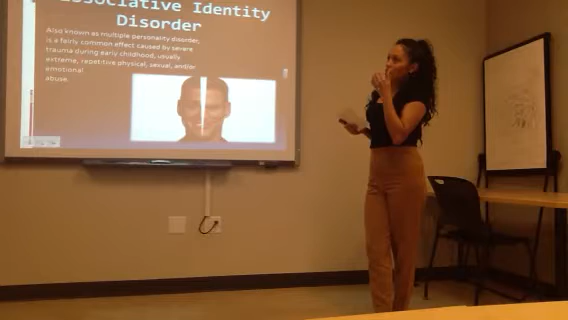 ssociative Identity
Disorder
Also known as multiple personality disorder,
is a fairly common effect caused by severe
trauma during early childhood, usually
extreme, repetitive physical, sexual, and/or
emotional
abuse.